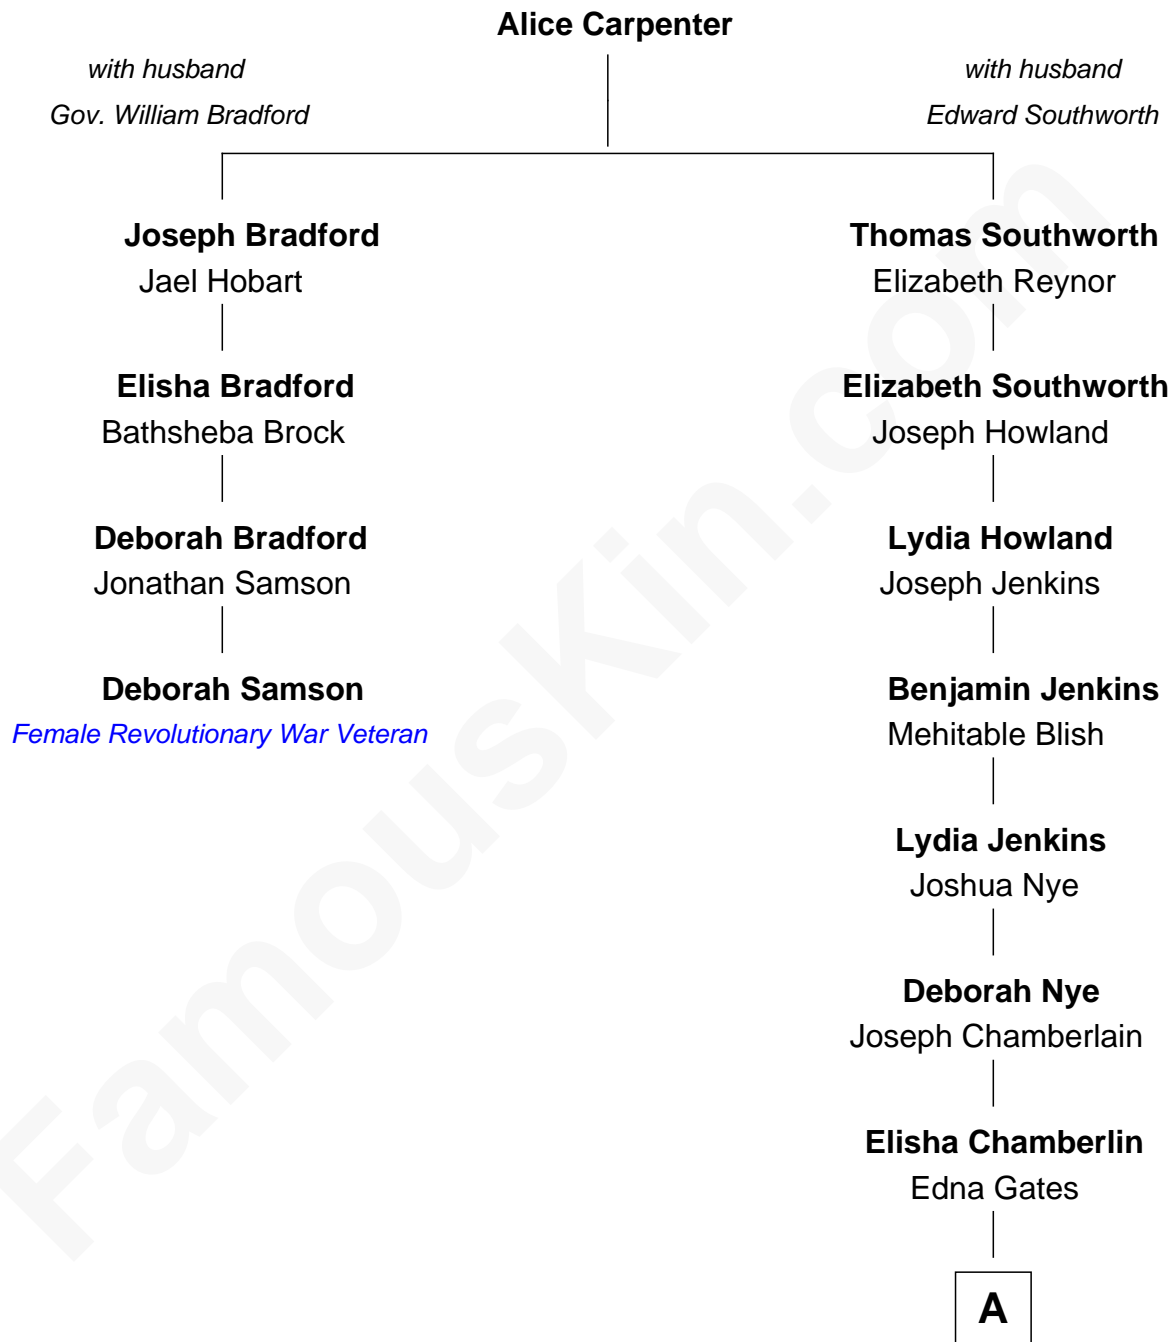 Alice Carpenter
with husband
Gov. William Bradford
with husband
Edward Southworth
Joseph Bradford
Jael Hobart
Elisha Bradford
Bathsheba Brock
Deborah Bradford
Jonathan Samson
Deborah Samson
Female Revolutionary War Veteran
Thomas Southworth
Elizabeth Reynor
Elizabeth Southworth
Joseph Howland
Lydia Howland
Joseph Jenkins
Benjamin Jenkins
Mehitable Blish
Lydia Jenkins
Joshua Nye
Deborah Nye
Joseph Chamberlain
Elisha Chamberlin
Edna Gates
A
FamousKin.com